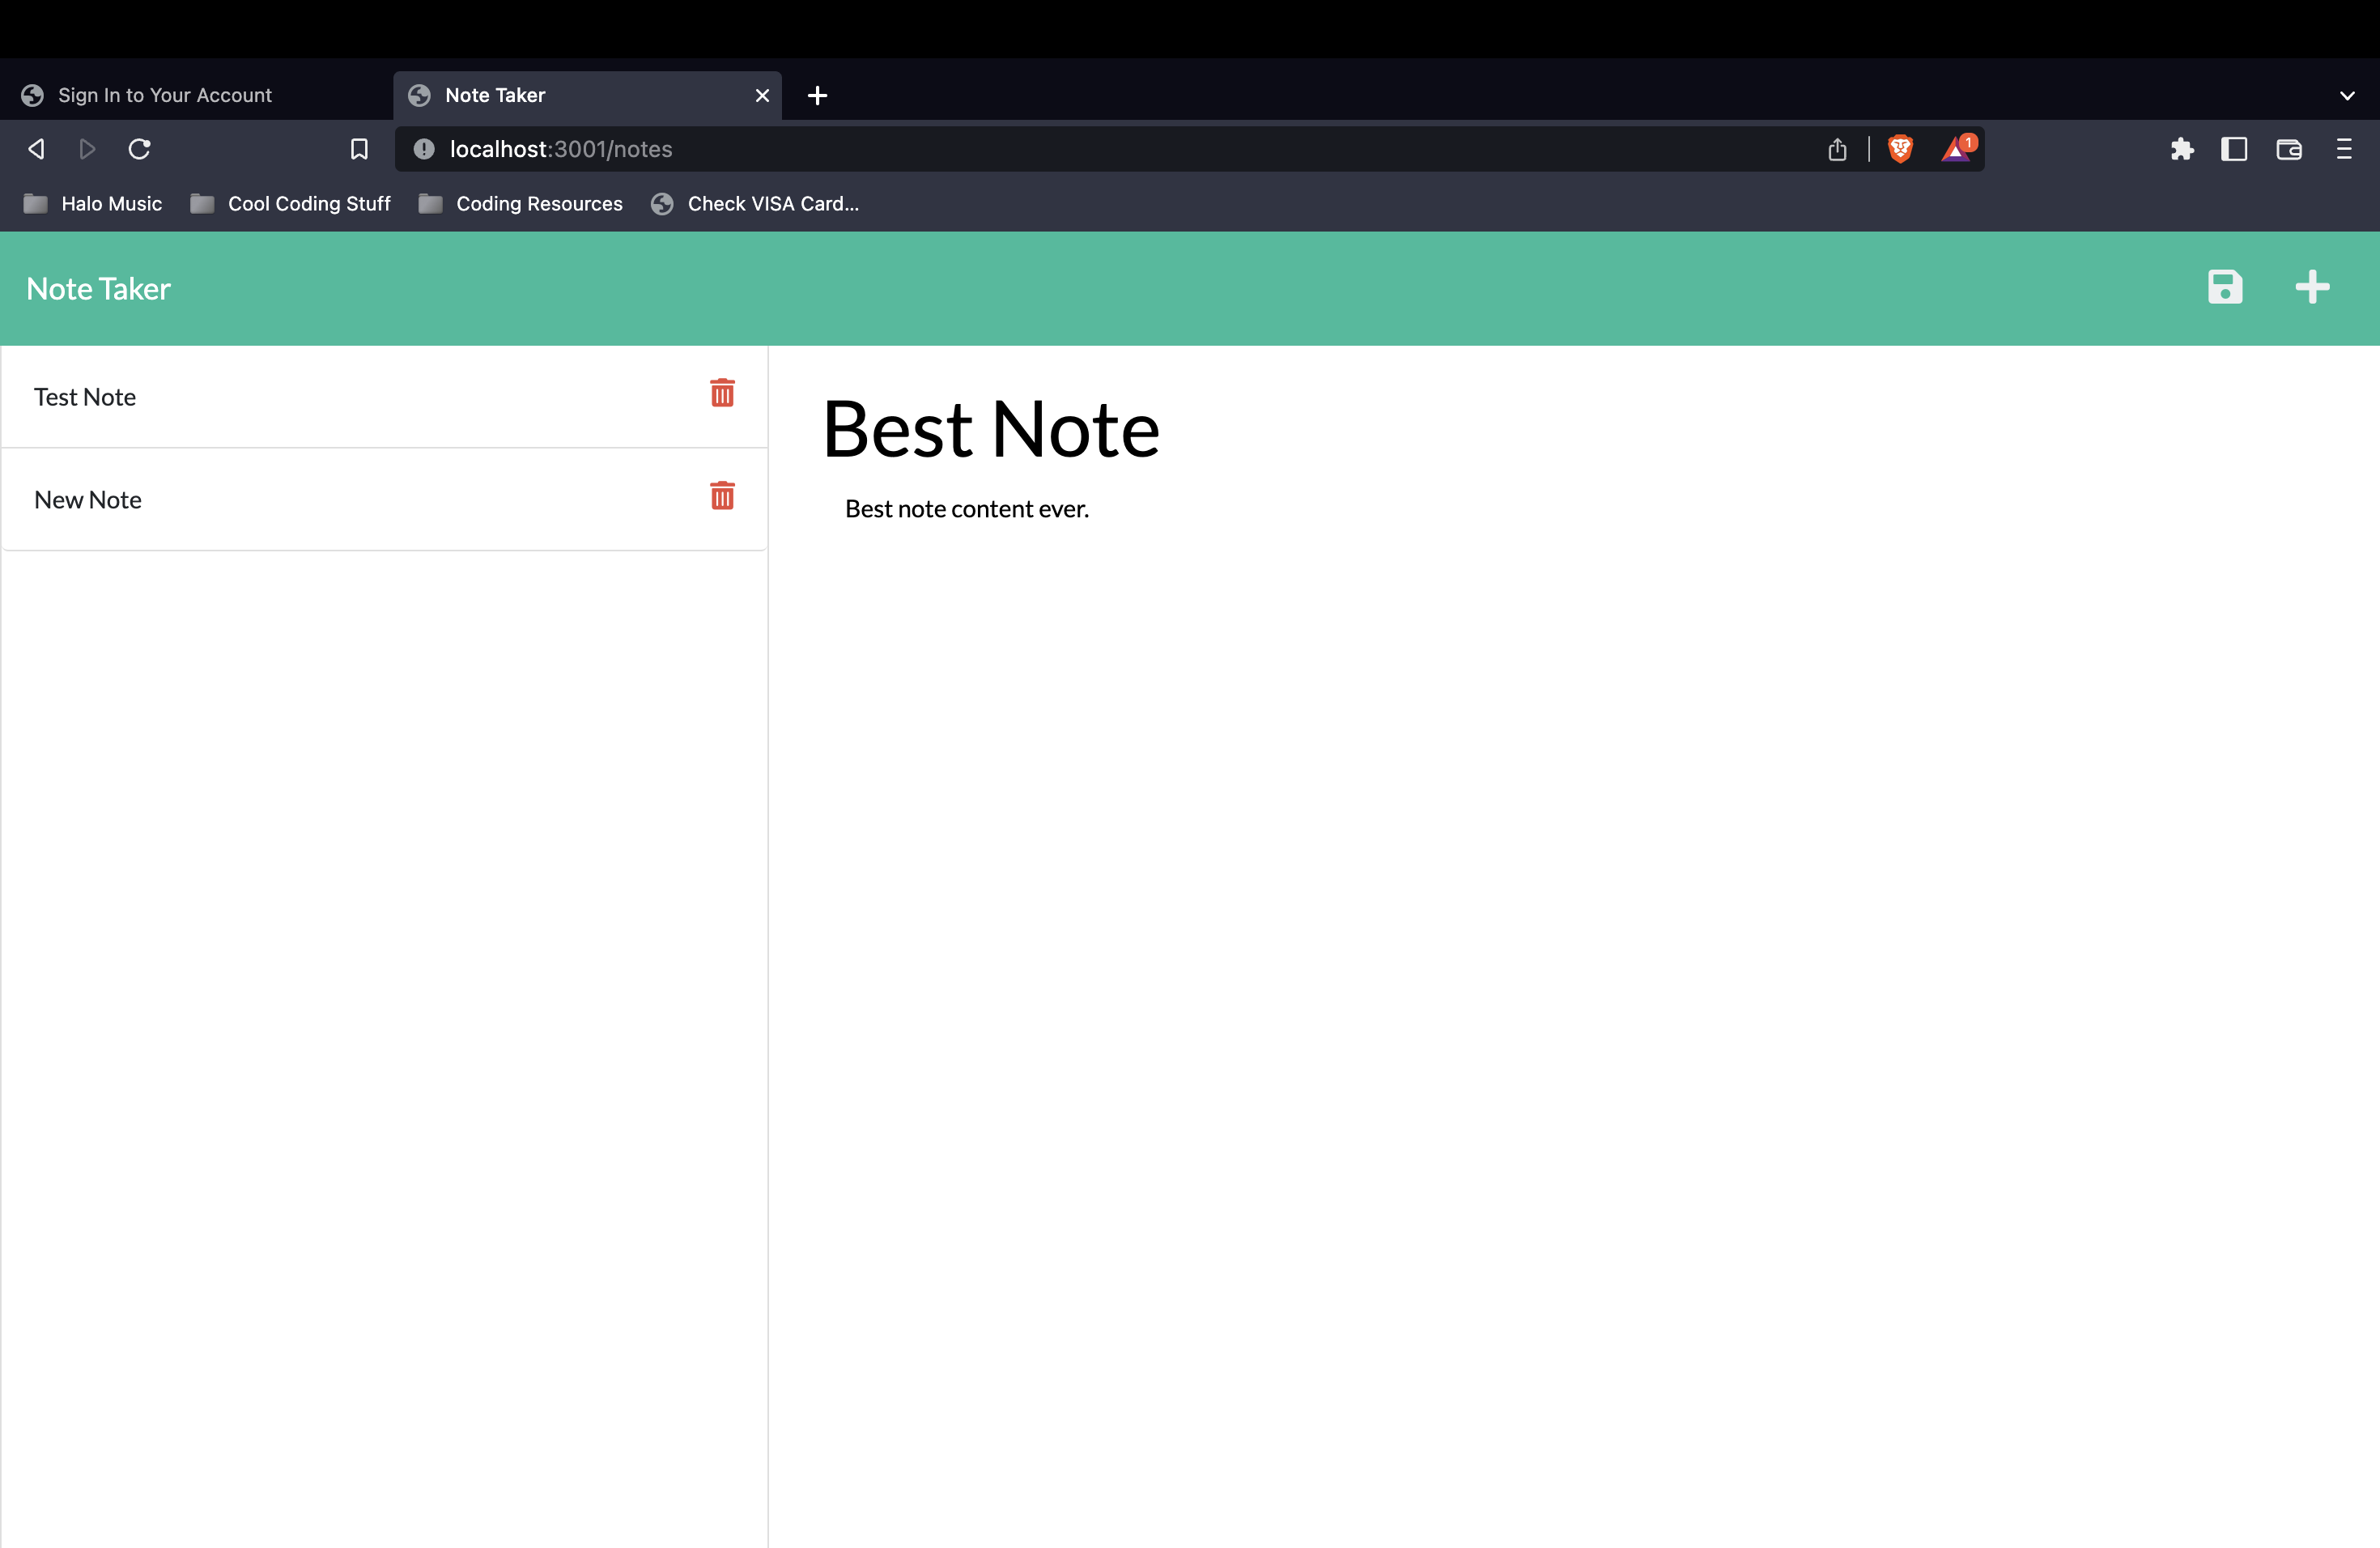 Sign In to Your Account
Note Taker
localhost:3001/notes
1
Halo Music
Cool Coding Stuff
Coding Resources
Check VISA Card...
Note Taker
Test Note
New Note
Best Note
Best note content ever.